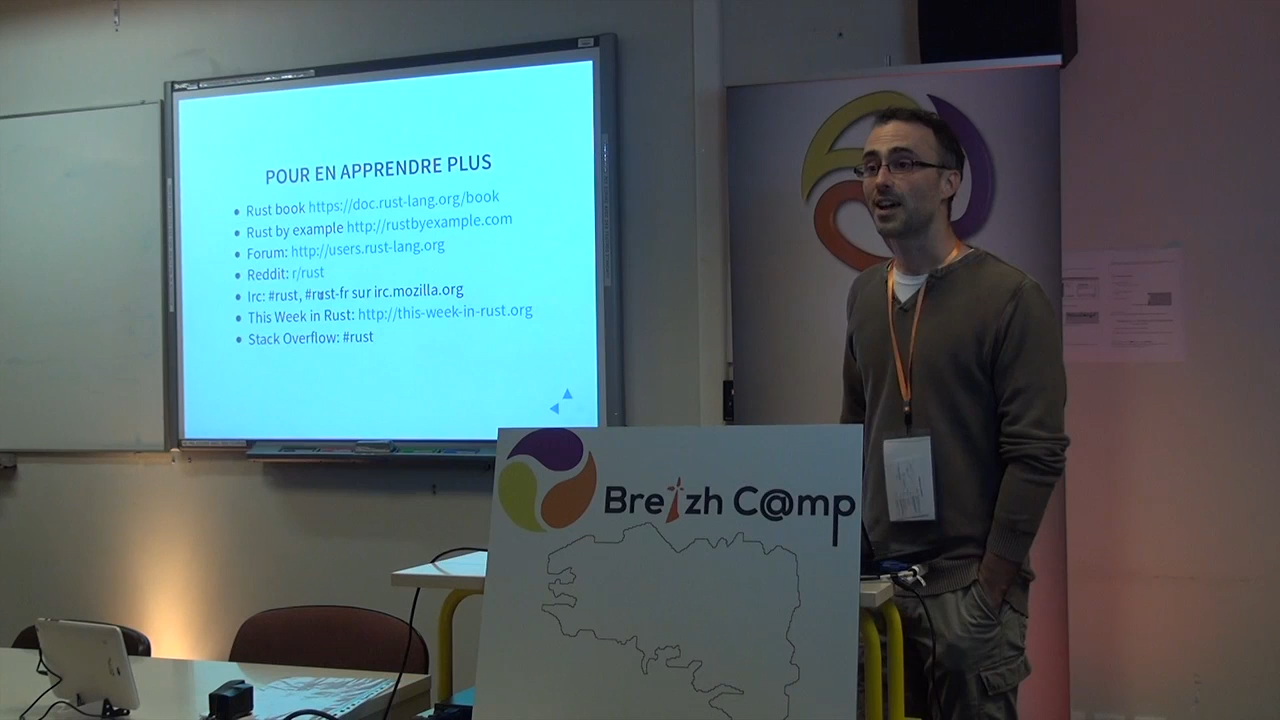 POUR EN APPRENDRE PLUS
Rust book https://doc.rust-lang.org/book
Rust by example http://rustbyexample.com
Forum: http://users.rust-lang.org
Reddit: r/rust
Irc: #rust, #rust-fr sur irc.mozilla.org
This Week in Rust: http://this-week-in-rust.org
Stack Overflow: #rust
Breizh C@mp